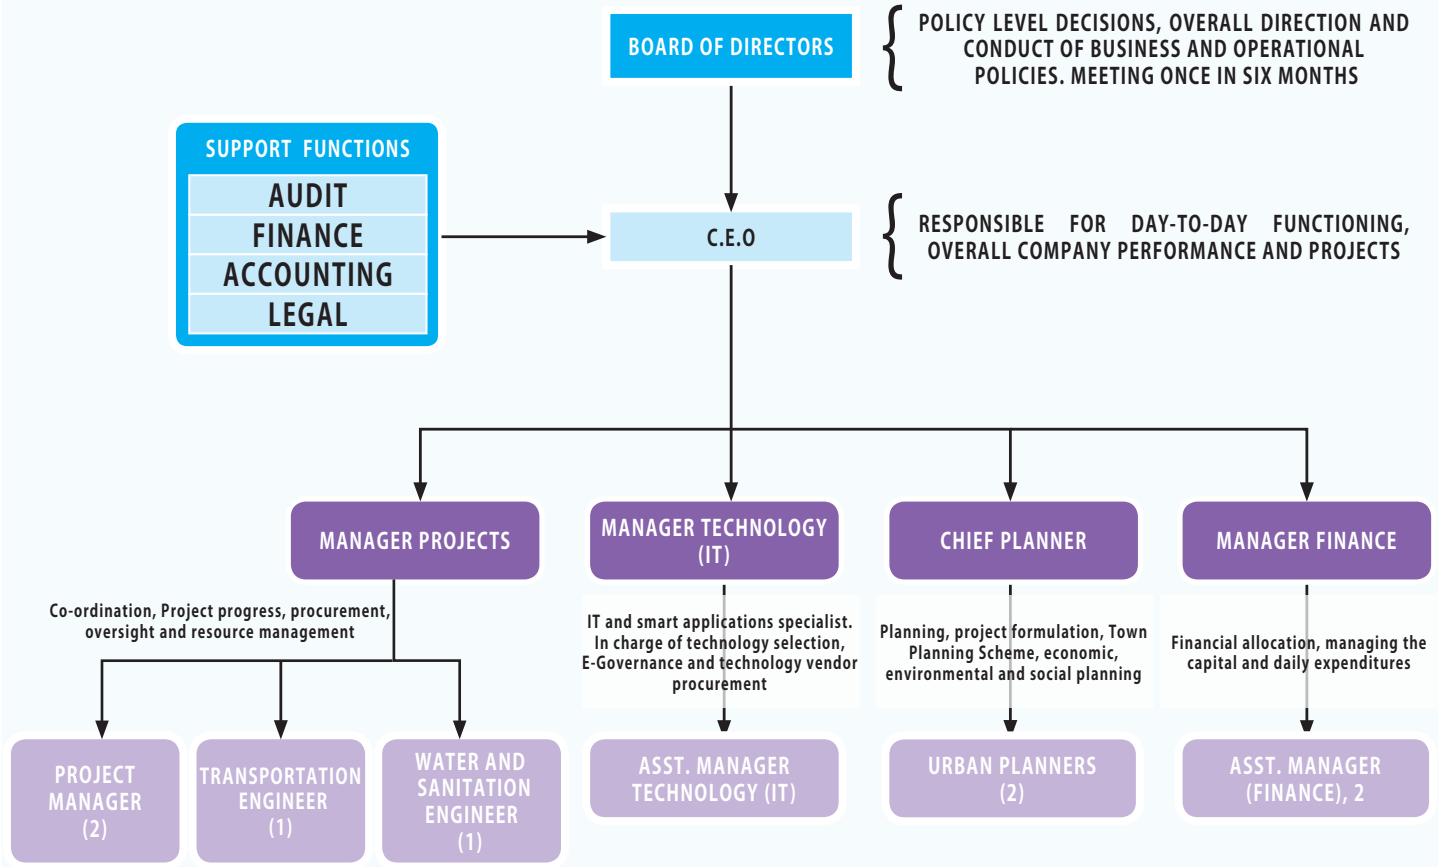 BOARD OF DIRECTORS
POLICY LEVEL DECISIONS, OVERALL DIRECTION AND
CONDUCT OF BUSINESS AND OPERATIONAL
POLICIES. MEETING ONCE IN SIX MONTHS
SUPPORT FUNCTIONS
AUDIT
FINANCE
ACCOUNTING
LEGAL
C.E.O
RESPONSIBLE FOR DAY-TO-DAY FUNCTIONING,
OVERALL COMPANY PERFORMANCE AND PROJECTS
MANAGER PROJECTS
MANAGER TECHNOLOGY
(IT)
CHIEF PLANNER
MANAGER FINANCE
Co-ordination, Project progress, procurement,
oversight and resource management
IT and smart applications specialist.
In charge of technology selection,
E-Governance and technology vendor
procurement
Planning, project formulation, Town
Planning Scheme, economic,
environmental and social planning
Financial allocation, managing the
capital and daily expenditures
PROJECT
MANAGER
(2)
TRANSPORTATION
ENGINEER
(1)
WATER AND
SANITATION
ENGINEER
(1)
ASST. MANAGER
TECHNOLOGY (IT)
URBAN PLANNERS
(2)
ASST. MANAGER
(FINANCE), 2